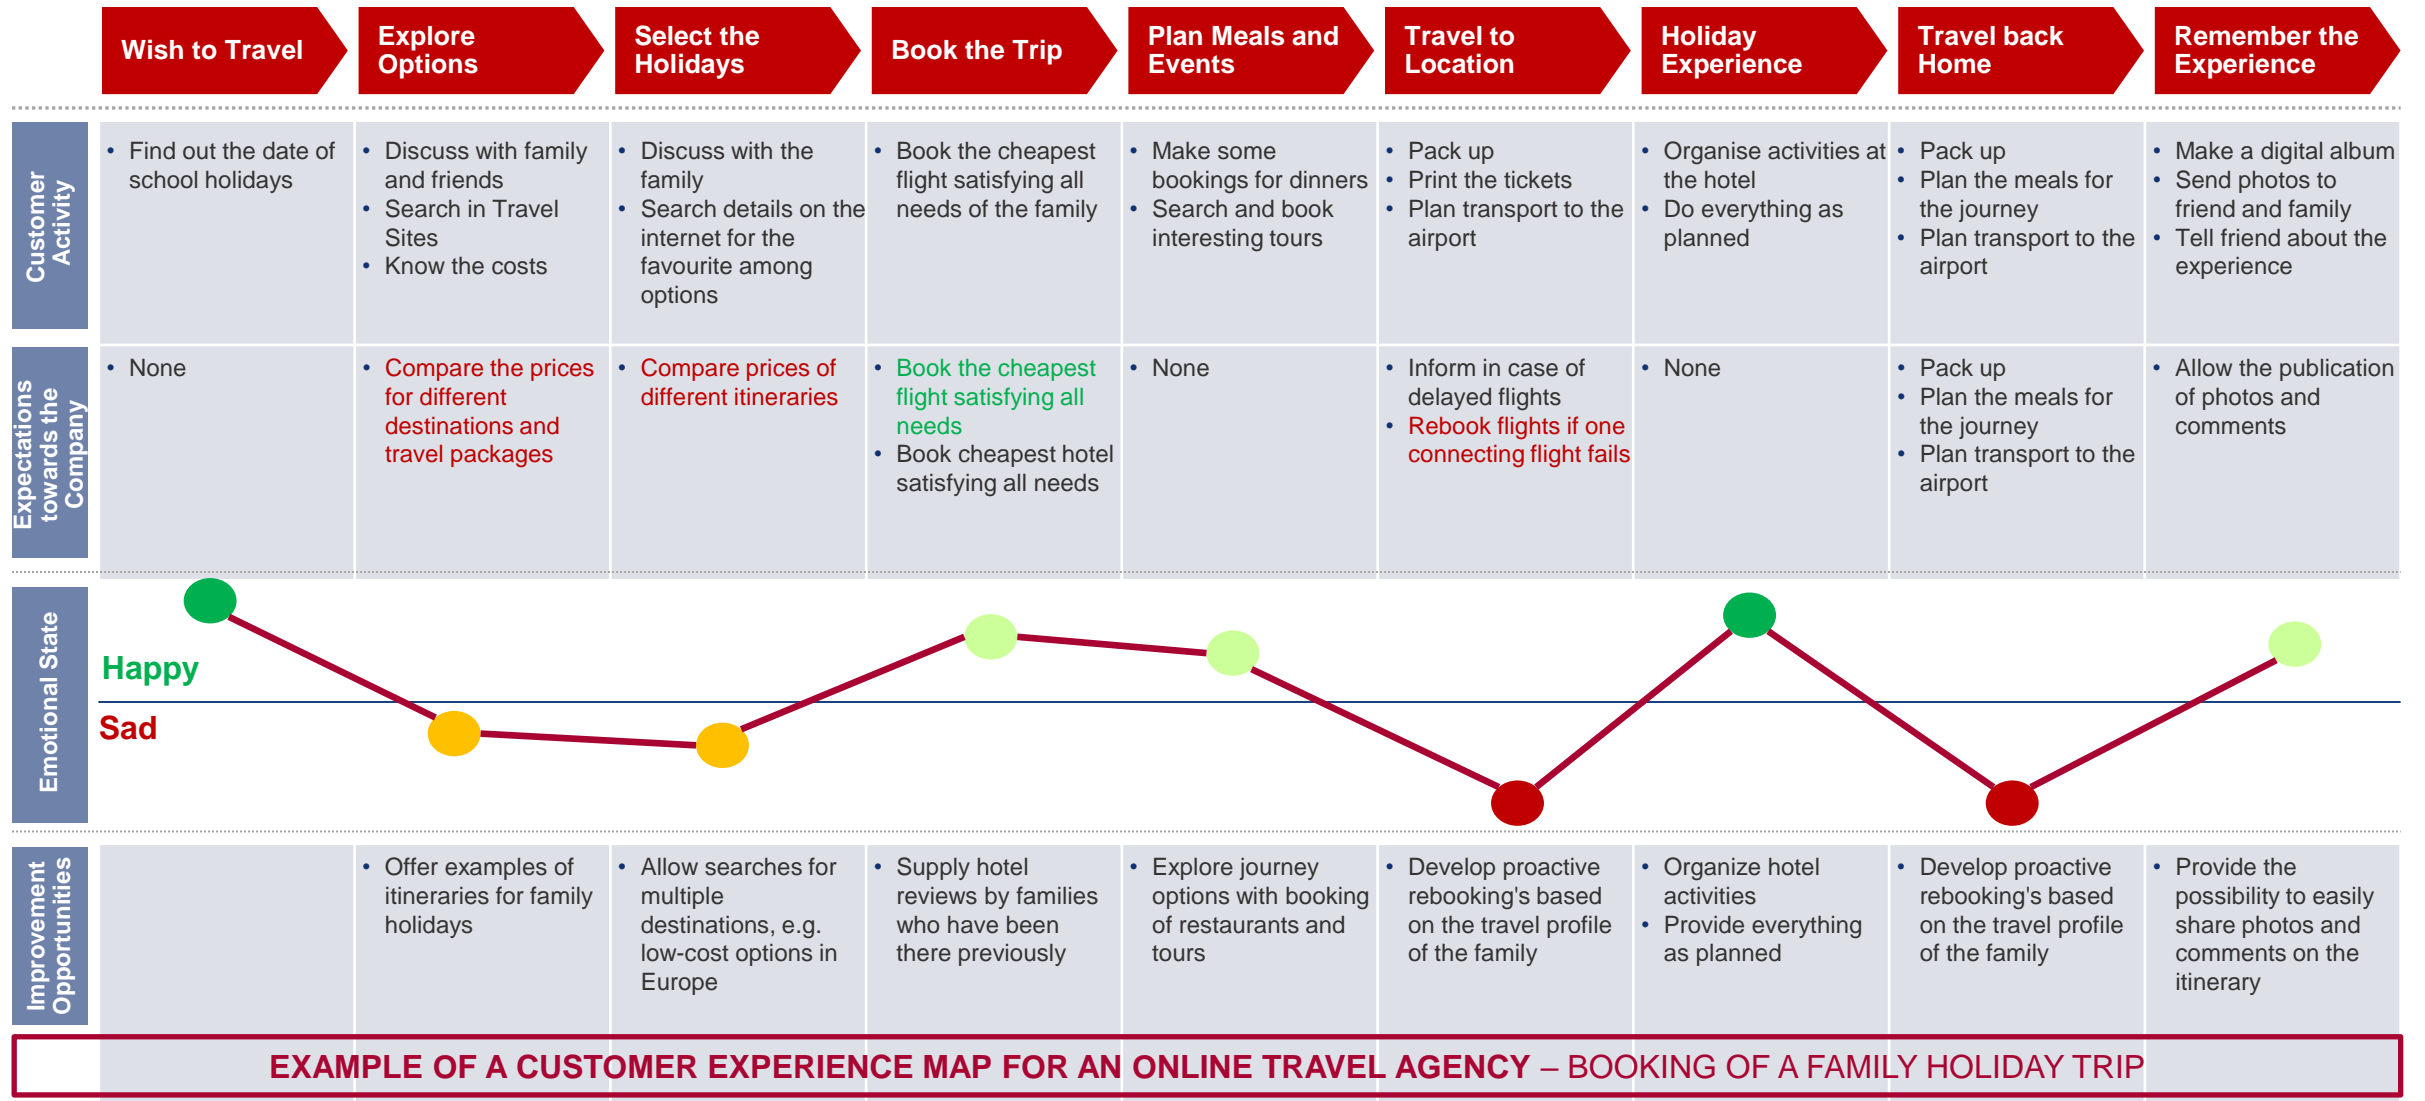 Wish to Travel
Explore
Options
Select the
Holidays
Book the Trip
Plan Meals and
Events
Travel to
Location
Holiday
Experience
Travel back
Home
Remember the
Experience
Customer
Activity
• Find out the date of
school holidays
• Discuss with family
and friends
• Search in Travel
Sites
• Know the costs
• Discuss with the
family
• Search details on the
internet for the
favourite among
options
• Book the cheapest
flight satisfying all
needs of the family
• Make some
bookings for dinners
• Search and book
interesting tours
• Pack up
• Print the tickets
• Plan transport to the
airport
• Organise activities at
the hotel
• Do everything as
planned
• Pack up
• Plan the meals for
the journey
• Plan transport to the
airport
• Make a digital album
• Send photos to
friend and family
• Tell friend about the
experience
Expectations
towards the
Company
• None
• Compare the prices
for different
destinations and
travel packages
• Compare prices of
different itineraries
• Book the cheapest
flight satisfying all
needs
• Book cheapest hotel
satisfying all needs
• None
• Inform in case of
delayed flights
• Rebook flights if one
connecting flight fails
• None
• Pack up
• Plan the meals for
the journey
• Plan transport to the
airport
• Allow the publication
of photos and
comments
Emotional State
Happy
Sad
Improvement
Opportunities
• Offer examples of
itineraries for family
holidays
• Allow searches for
multiple
destinations, e.g.
low-cost options in
Europe
• Supply hotel
reviews by families
who have been
there previously
• Explore journey
options with booking
of restaurants and
tours
• Develop proactive
rebooking's based
on the travel profile
of the family
• Organize hotel
activities
• Provide everything
as planned
• Develop proactive
rebooking's based
on the travel profile
of the family
• Provide the
possibility to easily
share photos and
comments on the
itinerary
EXAMPLE OF A CUSTOMER EXPERIENCE MAP FOR AN ONLINE TRAVEL AGENCY – BOOKING OF A FAMILY HOLIDAY TRIP